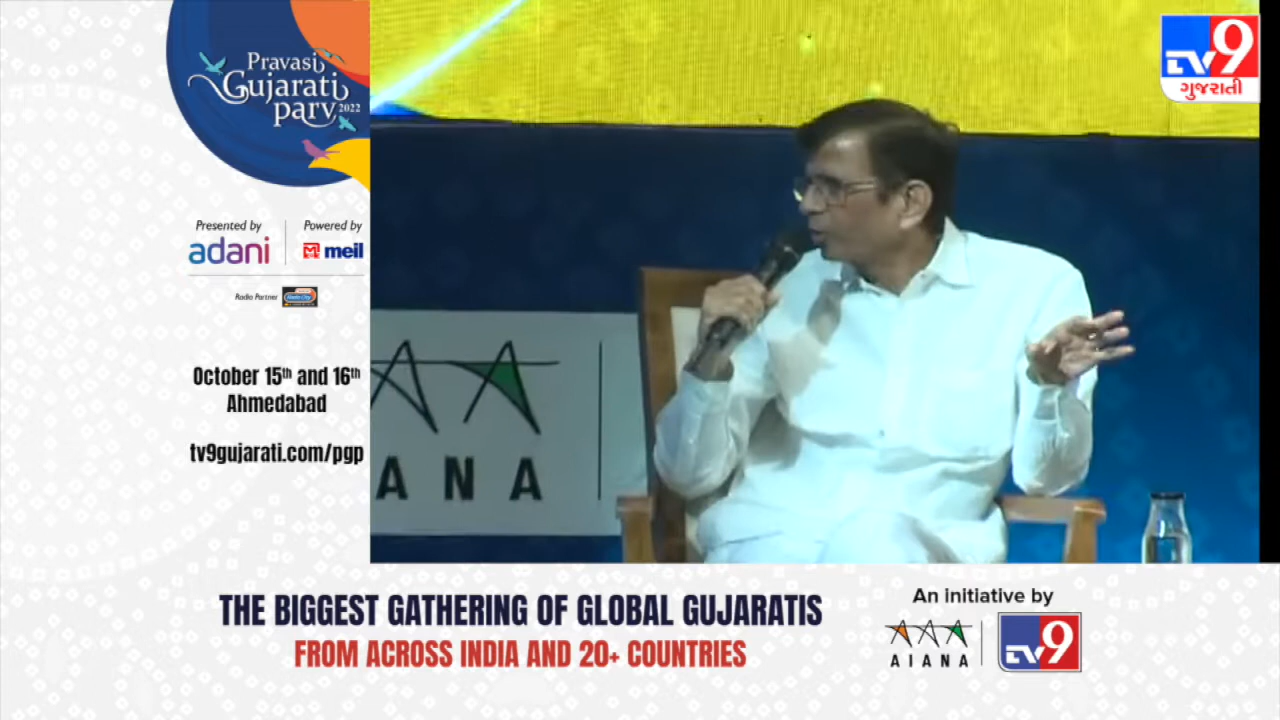 Pravasi
Gujarati
parv 2022
Presented by
adani
Powered by
meil
Radio Partner
October 15th and 16th
Ahmedabad
tv9gujarati.com/pgp
TV9
ગુજરાતી
AIANA
THE BIGGEST GATHERING OF GLOBAL GUJARATIS
FROM ACROSS INDIA AND 20+ COUNTRIES
An initiative by
AIANA
TV9